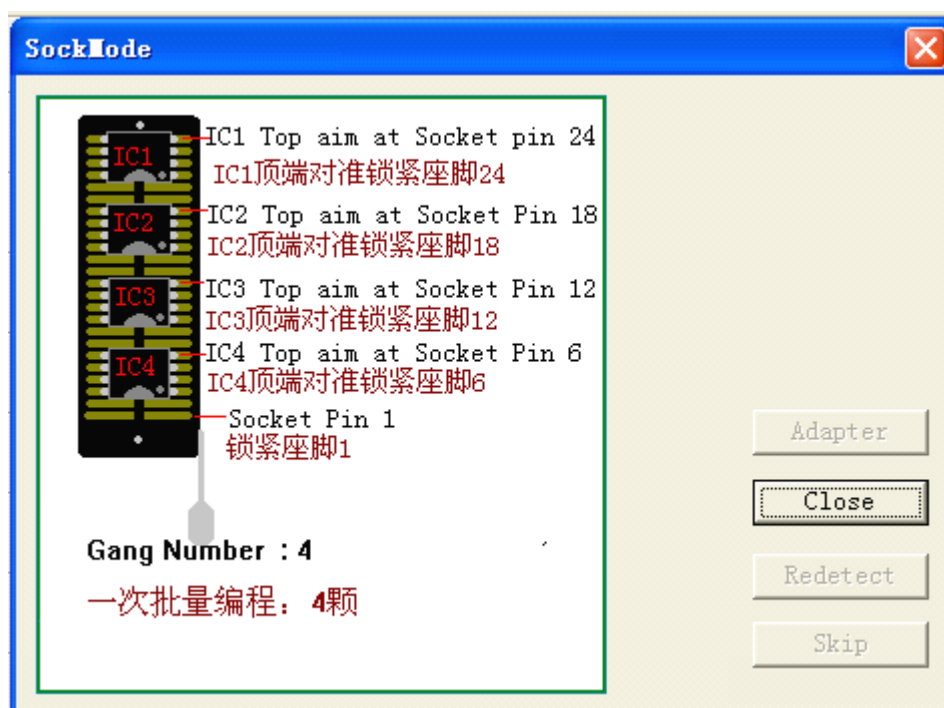 SockMode
IC1
IC1 Top aim at Socket pin 24
IC1顶端对准锁紧座脚24
IC2
IC2 Top aim at Socket Pin 18
IC2顶端对准锁紧座脚18
IC3
IC3 Top aim at Socket Pin 12
IC3顶端对准锁紧座脚12
IC4
IC4 Top aim at Socket Pin 6
IC4顶端对准锁紧座脚6
Socket Pin 1
锁紧座脚1
Adapter
Close
Gang Number : 4
Redetect
一次批量编程：4颗
Skip